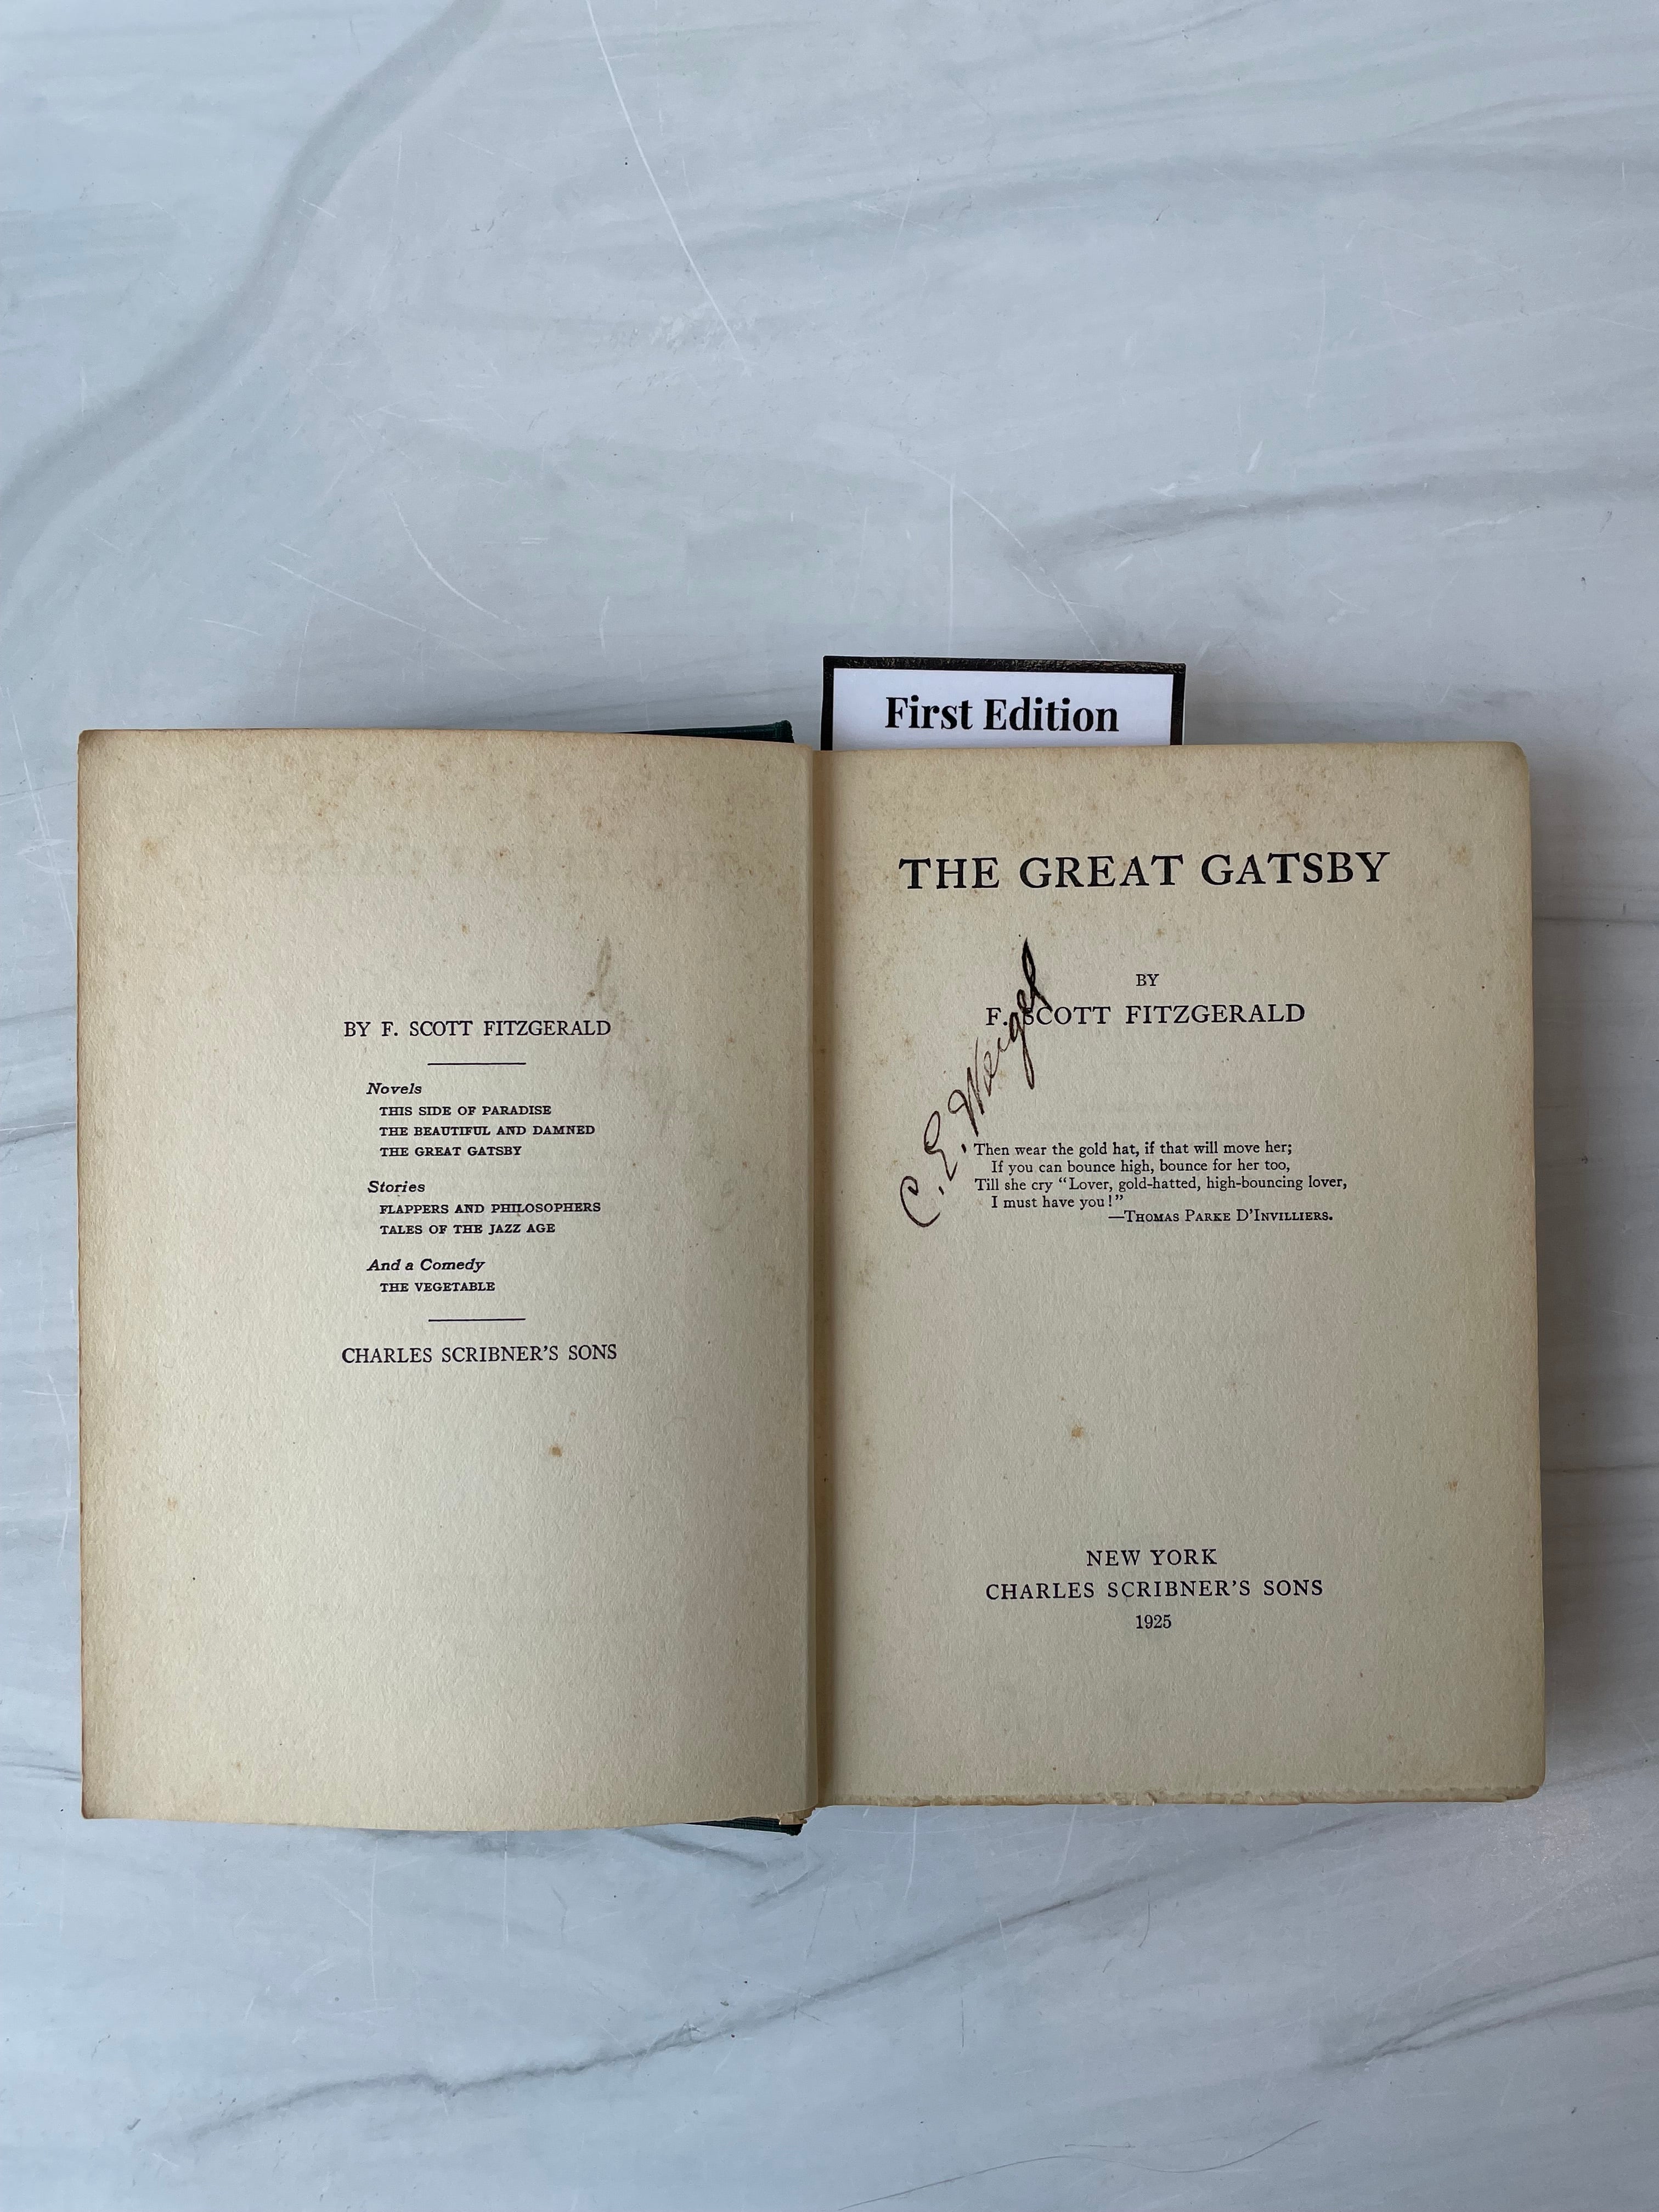 First Edition
BY F. SCOTT FITZGERALD
Novels
THIS SIDE OF PARADISE
THE BEAUTIFUL AND DAMNED
THE GREAT GATSBY
Stories
FLAPPERS AND PHILOSOPHERS
TALES OF THE JAZZ AGE
And a Comedy
THE VEGETABLE
CHARLES SCRIBNER'S SONS
THE GREAT GATSBY
BY
F. SCOTT FITZGERALD
C. E. Weigel
Then wear the gold hat, if that will move her;
If you can bounce high, bounce for her too,
Till she cry "Lover, gold-hatted, high-bouncing lover,
I must have you!"
—THOMAS PARKE D'INVILLIERS.
NEW YORK
CHARLES SCRIBNER'S SONS
1925